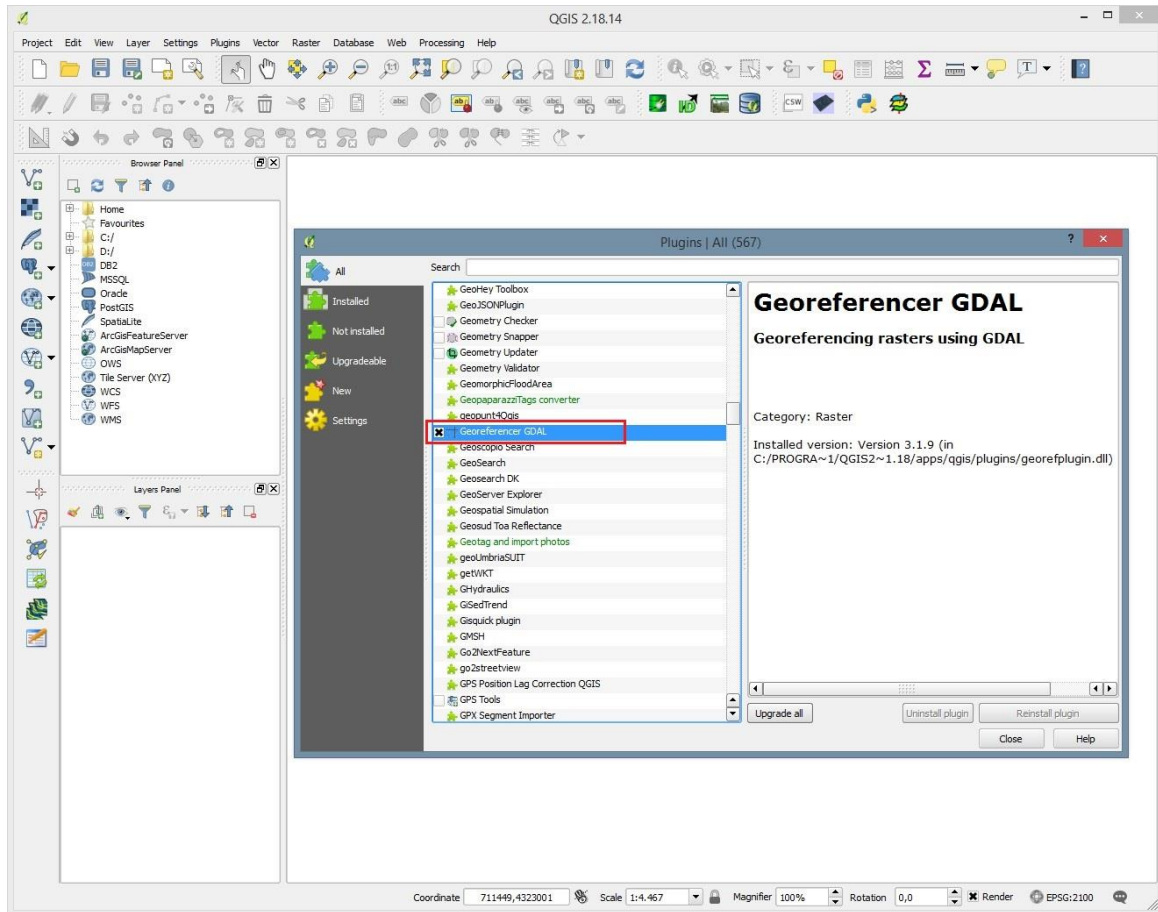 QGIS 2.18.14
Project Edit View Layer Settings Plugins Vector Raster Database Web Processing Help
Browser Panel
Home
Favourites
C:/
D:/
DB2
MSSQL
Oracle
PostGIS
SpatiaLite
ArcGisFeatureServer
ArcGisMapServer
OWS
Tile Server (XYZ)
WCS
WFS
WMS
Layers Panel
Plugins | All (567)
All
Installed
Not installed
Upgradeable
New
Settings
Search
GeoHey Toolbox
GeoJSONPlugin
Geometry Checker
Geometry Snapper
Geometry Updater
Geometry Validator
GeomorphicFloodArea
GeopaparazziTags converter
geopunt4Qgis
Georeferencer GDAL
Geoscopio Search
GeoSearch
Geosearch DK
GeoServer Explorer
Geospatial Simulation
Geosud Toa Reflectance
Geotag and import photos
geoUmbriaSUIT
getWKT
GHydraulics
GISedTrend
Gisquick plugin
GMSH
Go2NextFeature
go2streetview
GPS Position Lag Correction QGIS
GPS Tools
GPX Segment Importer
Georeferencer GDAL
Georeferencing rasters using GDAL
Category: Raster
Installed version: Version 3.1.9 (in
C:/PROGRA~1/QGIS2~1.18/apps/qgis/plugins/georefplugin.dll)
Upgrade all Uninstall plugin Reinstall plugin
Close Help
Coordinate 711449,4323001 Scale 1:4.467 Magnifier 100% Rotation 0,0 Render EPSG:2100